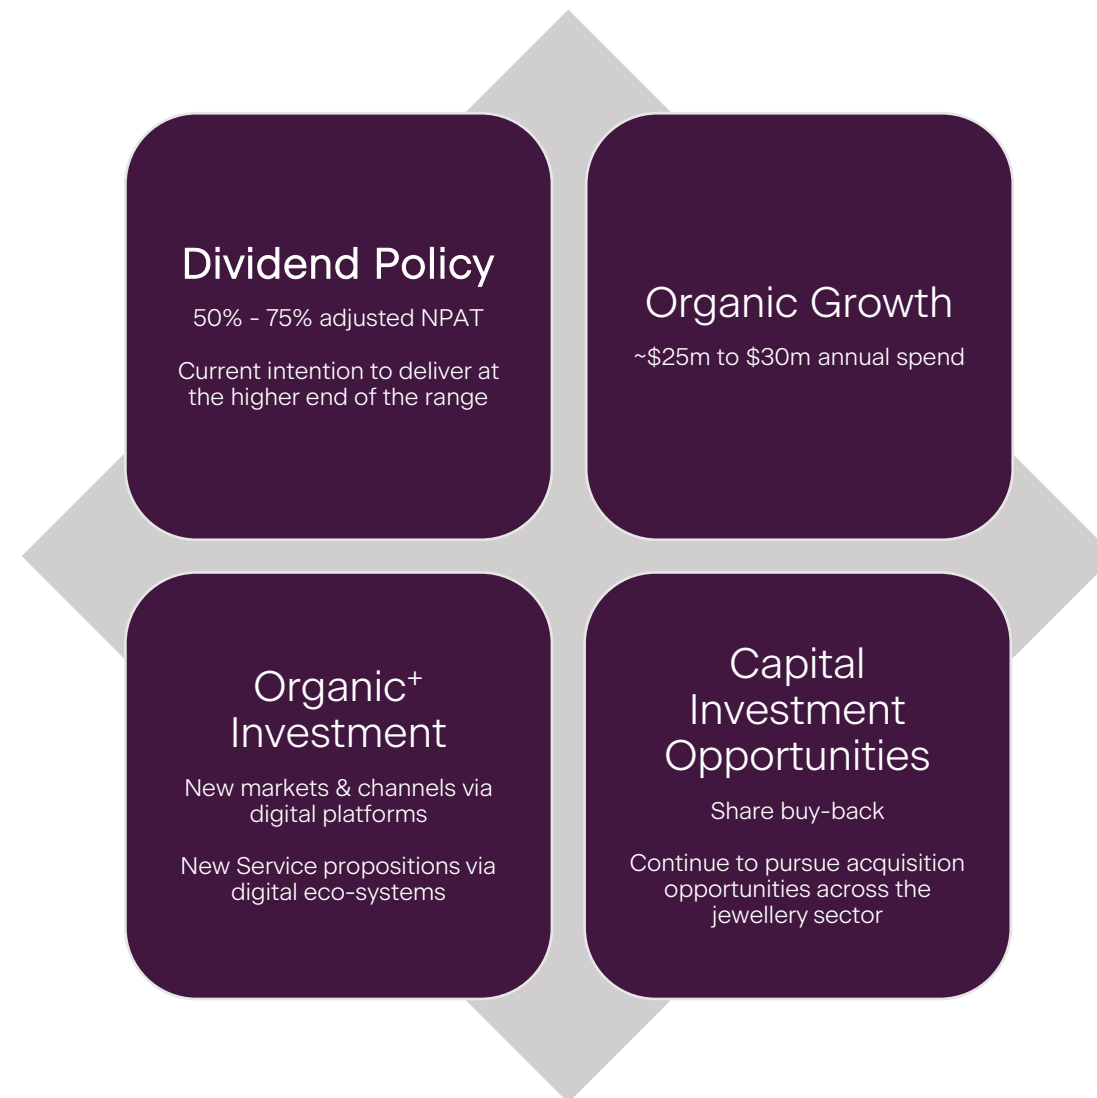 Dividend Policy
50% - 75% adjusted NPAT
Current intention to deliver at
the higher end of the range
Organic Growth
~$25m to $30m annual spend
Organic⁺
Investment
New markets & channels via
digital platforms
New Service propositions via
digital eco-systems
Capital
Investment
Opportunities
Share buy-back
Continue to pursue acquisition
opportunities across the
jewellery sector